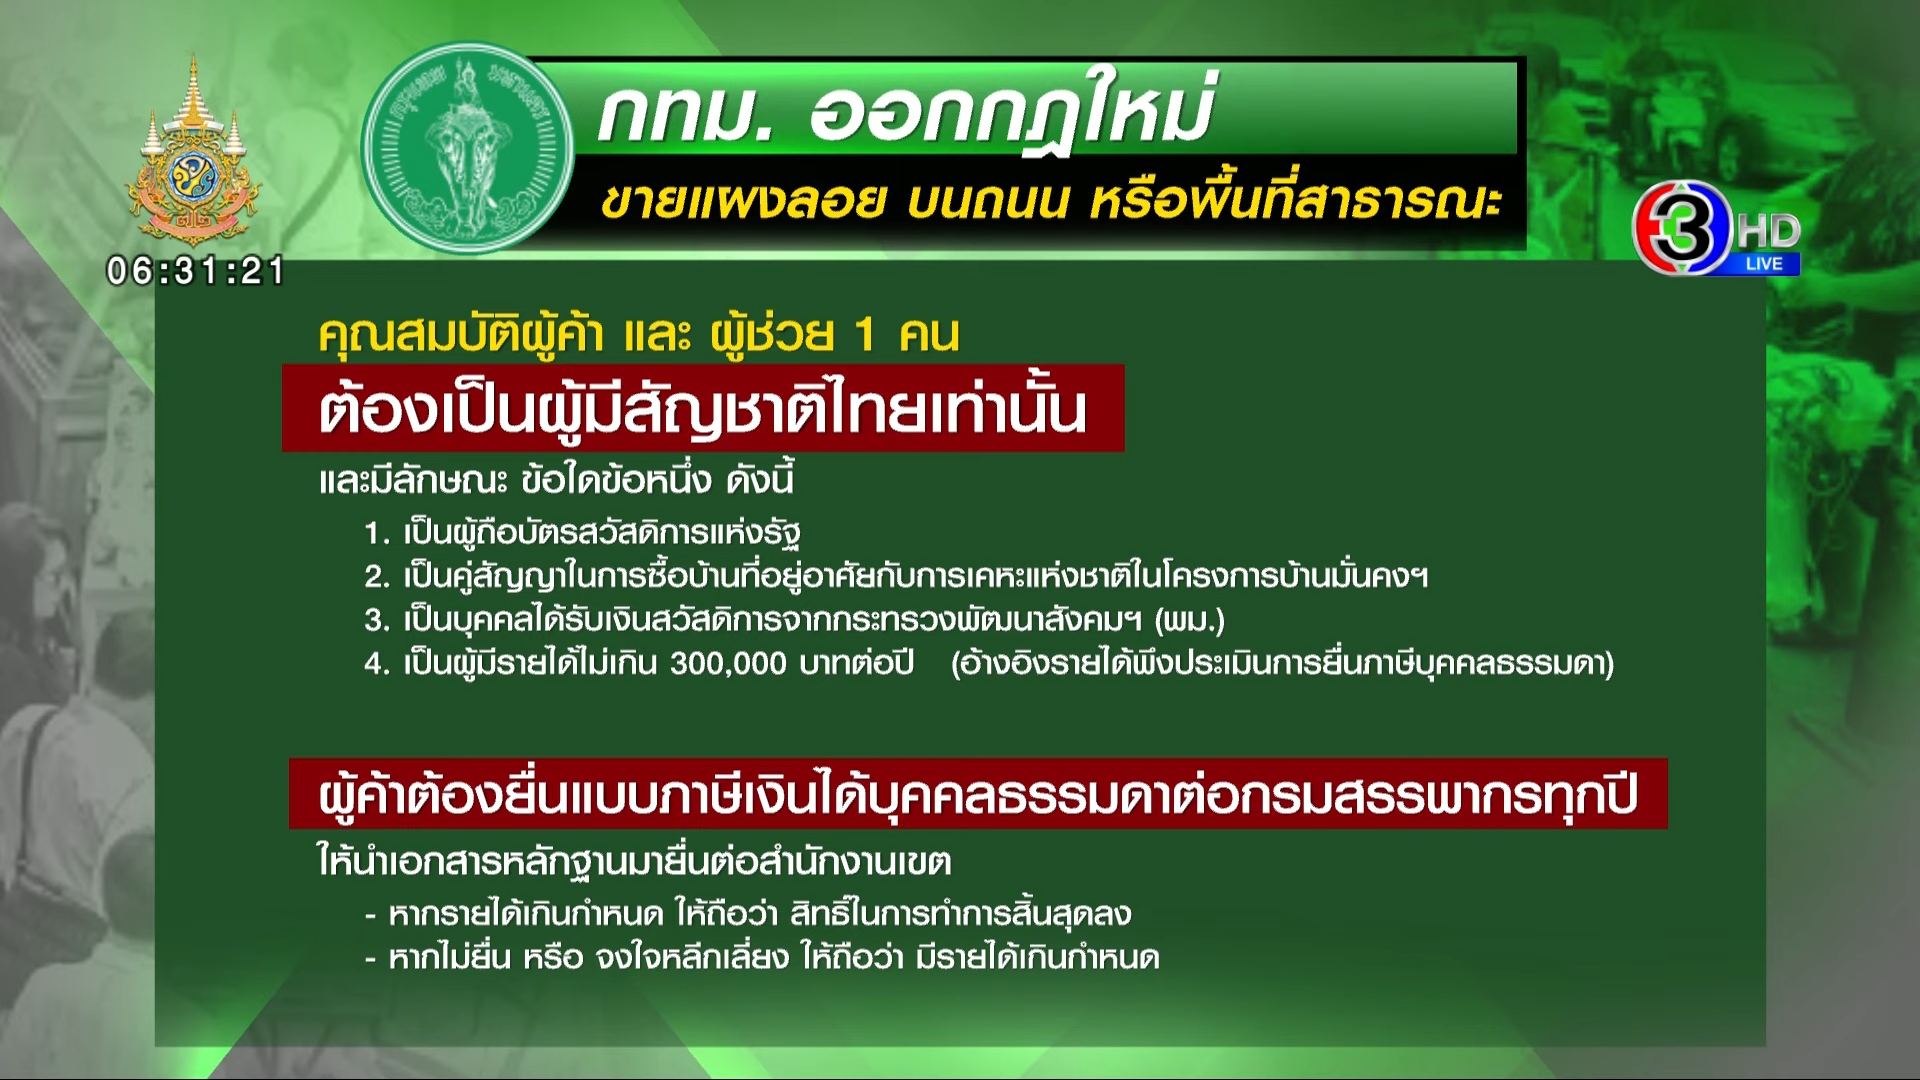 กทม. ออกกฎใหม่
ขายแผงลอย บนถนน หรือพื้นที่สาธารณะ
กรุงเทพ มหานคร
๗๒
06:31:21
3 HD
LIVE
คุณสมบัติผู้ค้า และ ผู้ช่วย 1 คน
ต้องเป็นผู้มีสัญชาติไทยเท่านั้น
และมีลักษณะ ข้อใดข้อหนึ่ง ดังนี้
1. เป็นผู้ถือบัตรสวัสดิการแห่งรัฐ
2. เป็นคู่สัญญาในการซื้อบ้านที่อยู่อาศัยกับการเคหะแห่งชาติในโครงการบ้านมั่นคงฯ
3. เป็นบุคคลได้รับเงินสวัสดิการจากกระทรวงพัฒนาสังคมฯ (พม.)
4. เป็นผู้มีรายได้ไม่เกิน 300,000 บาทต่อปี (อ้างอิงรายได้พึงประเมินการยื่นภาษีบุคคลธรรมดา)
ผู้ค้าต้องยื่นแบบภาษีเงินได้บุคคลธรรมดาต่อกรมสรรพากรทุกปี
ให้นำเอกสารหลักฐานมายื่นต่อสำนักงานเขต
- หากรายได้เกินกำหนด ให้ถือว่า สิทธิ์ในการทำการสิ้นสุดลง
- หากไม่ยื่น หรือ จงใจหลีกเลี่ยง ให้ถือว่า มีรายได้เกินกำหนด